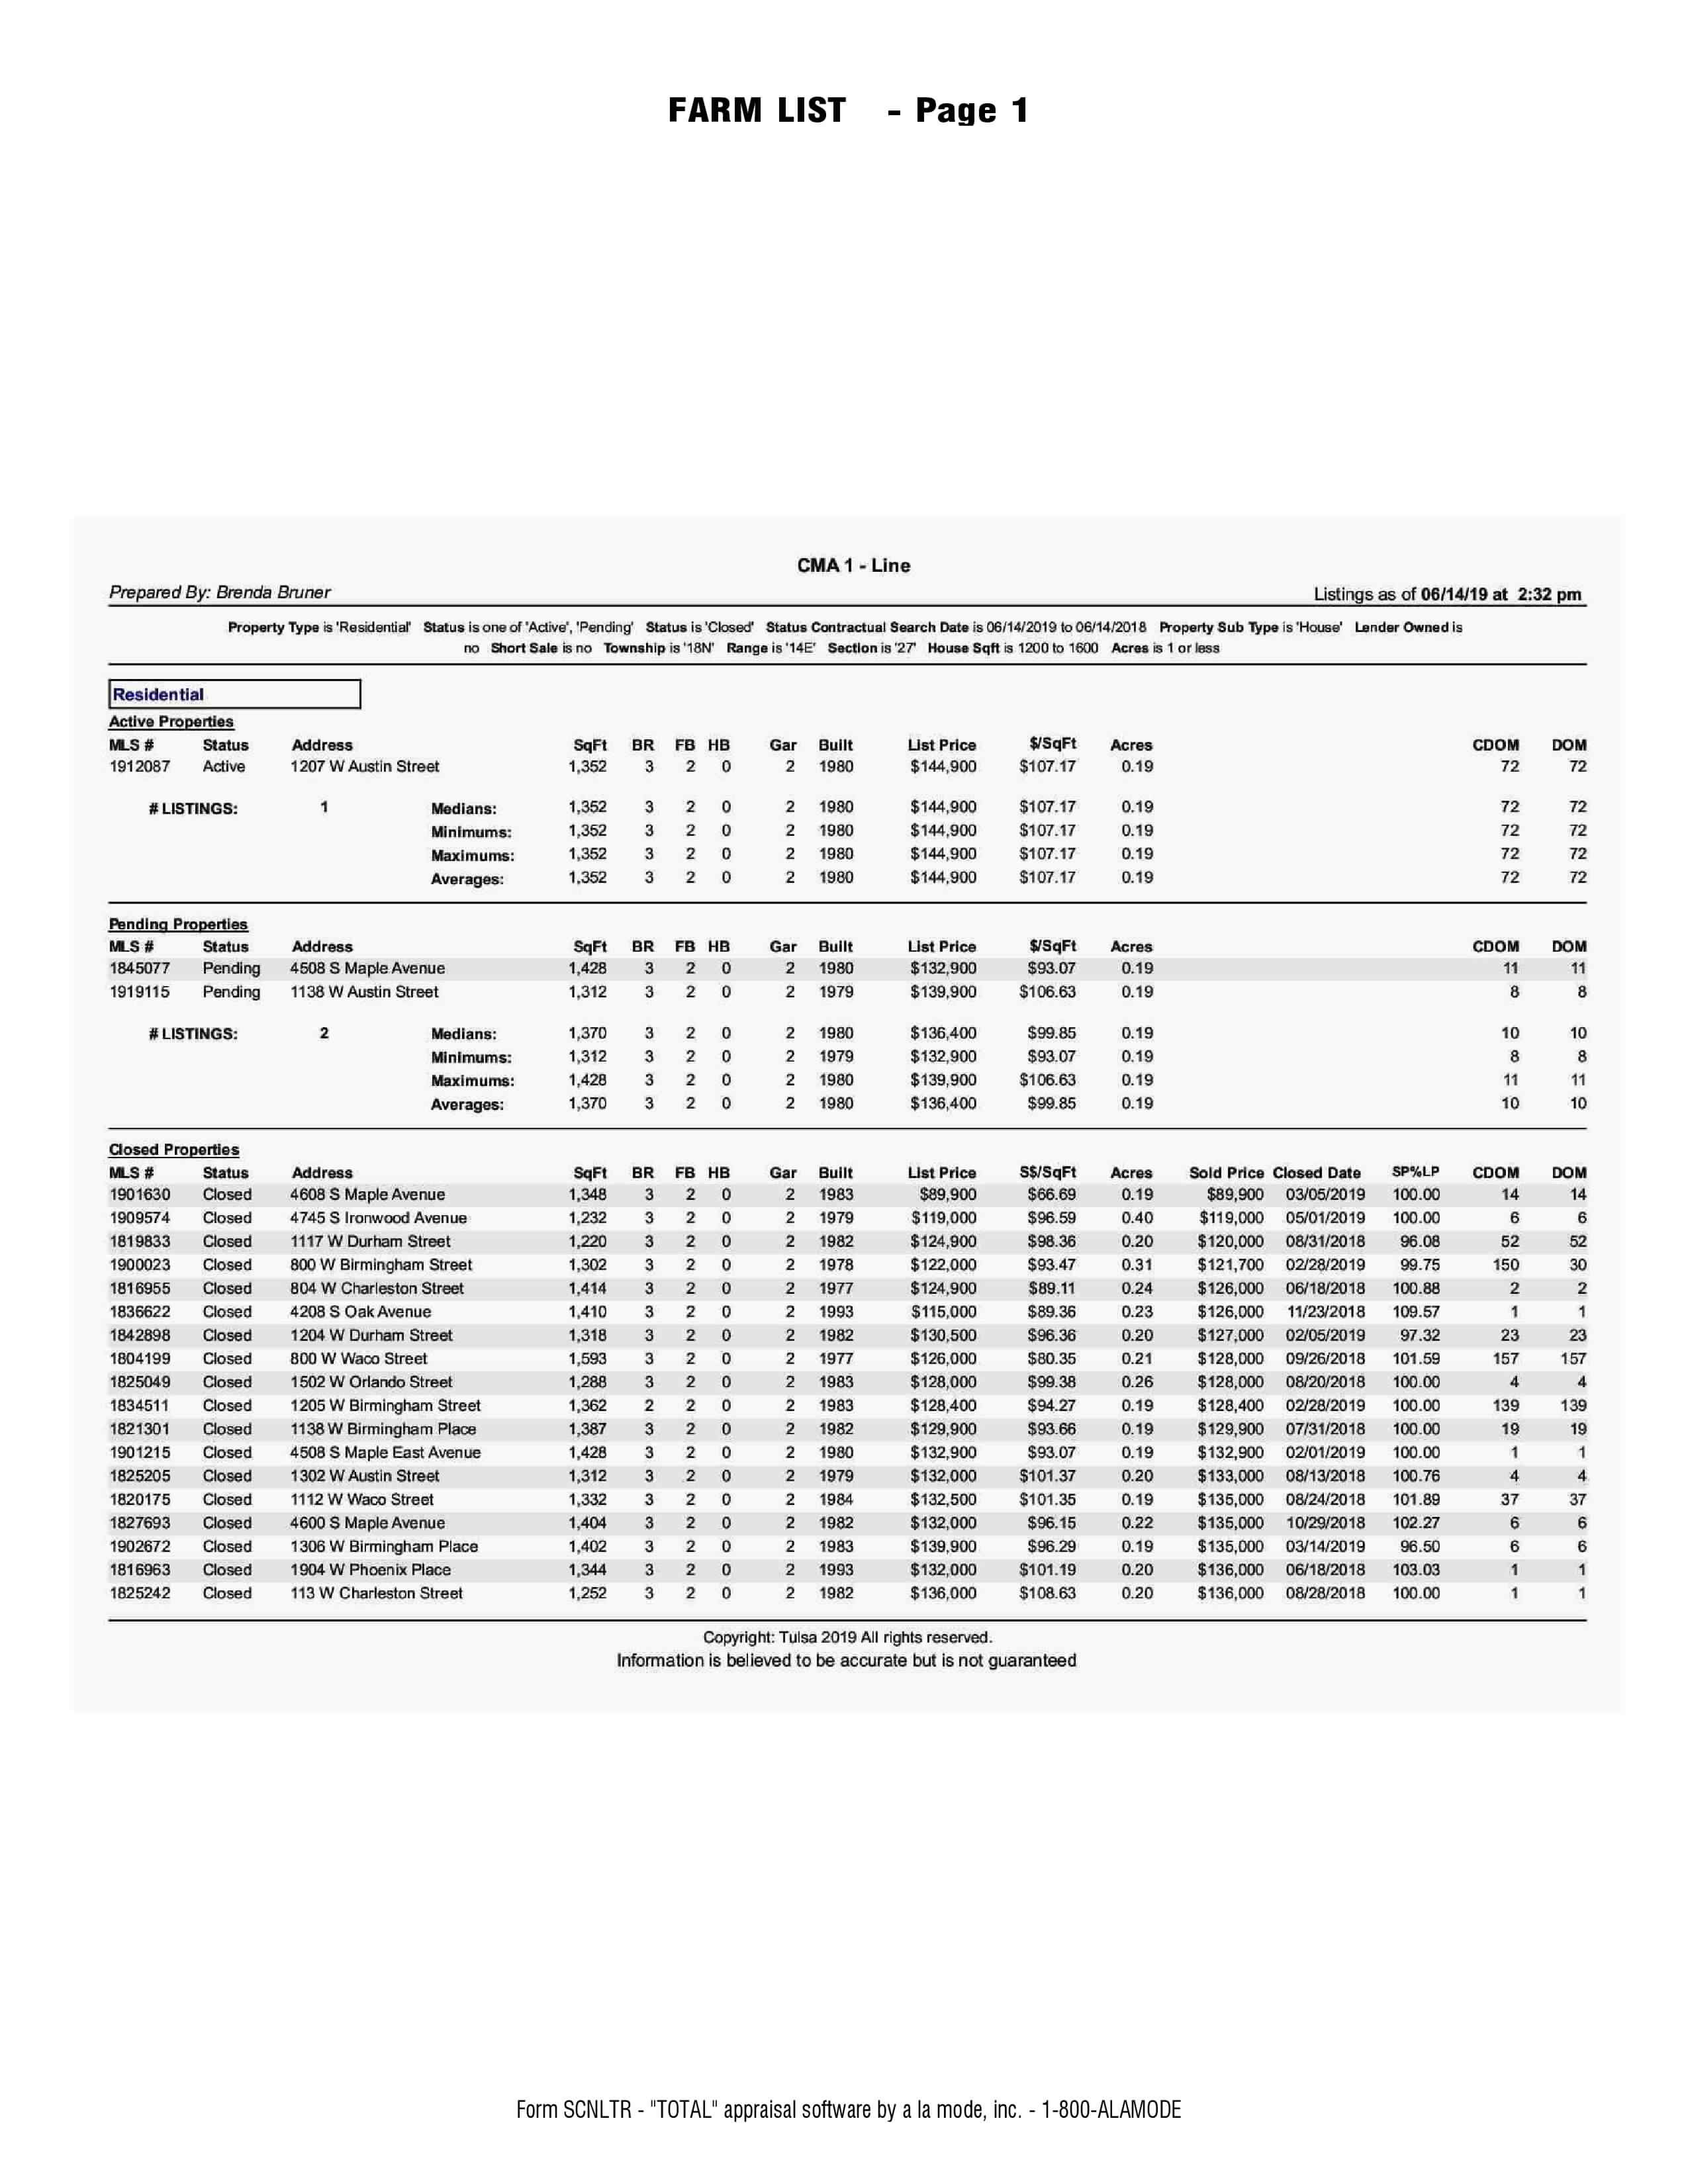 FARM LIST - Page 1
CMA 1 - Line
Prepared By: Brenda Bruner Listings as of 06/14/19 at 2:32 pm
Property Type is 'Residential' Status is one of 'Active', 'Pending' Status is 'Closed' Status Contractual Search Date is 06/14/2019 to 06/14/2018 Property Sub Type is 'House' Lender Owned is
no Short Sale is no Township is '18N' Range is '14E' Section is '27' House Sqft is 1200 to 1600 Acres is 1 or less
Residential
Active Properties
MLS # Status Address SqFt BR FB HB Gar Built List Price $/SqFt Acres CDOM DOM
1912087 Active 1207 W Austin Street 1,352 3 2 0 2 1980 $144,900 $107.17 0.19 72 72
# LISTINGS: 1 Medians: 1,352 3 2 0 2 1980 $144,900 $107.17 0.19 72 72
Minimums: 1,352 3 2 0 2 1980 $144,900 $107.17 0.19 72 72
Maximums: 1,352 3 2 0 2 1980 $144,900 $107.17 0.19 72 72
Averages: 1,352 3 2 0 2 1980 $144,900 $107.17 0.19 72 72
Pending Properties
MLS # Status Address SqFt BR FB HB Gar Built List Price $/SqFt Acres CDOM DOM
1845077 Pending 4508 S Maple Avenue 1,428 3 2 0 2 1980 $132,900 $93.07 0.19 11 11
1919115 Pending 1138 W Austin Street 1,312 3 2 0 2 1979 $139,900 $106.63 0.19 8 8
# LISTINGS: 2 Medians: 1,370 3 2 0 2 1980 $136,400 $99.85 0.19 10 10
Minimums: 1,312 3 2 0 2 1979 $132,900 $93.07 0.19 8 8
Maximums: 1,428 3 2 0 2 1980 $139,900 $106.63 0.19 11 11
Averages: 1,370 3 2 0 2 1980 $136,400 $99.85 0.19 10 10
Closed Properties
MLS # Status Address SqFt BR FB HB Gar Built List Price S$/SqFt Acres Sold Price Closed Date SP%LP CDOM DOM
1901630 Closed 4608 S Maple Avenue 1,348 3 2 0 2 1983 $89,900 $66.69 0.19 $89,900 03/05/2019 100.00 14 14
1909574 Closed 4745 S Ironwood Avenue 1,232 3 2 0 2 1979 $119,000 $96.59 0.40 $119,000 05/01/2019 100.00 6 6
1819833 Closed 1117 W Durham Street 1,220 3 2 0 2 1982 $124,900 $98.36 0.20 $120,000 08/31/2018 96.08 52 52
1900023 Closed 800 W Birmingham Street 1,302 3 2 0 2 1978 $122,000 $93.47 0.31 $121,700 02/28/2019 99.75 150 30
1816955 Closed 804 W Charleston Street 1,414 3 2 0 2 1977 $124,900 $89.11 0.24 $126,000 06/18/2018 100.88 2 2
1836622 Closed 4208 S Oak Avenue 1,410 3 2 0 2 1993 $115,000 $89.36 0.23 $126,000 11/23/2018 109.57 1 1
1842898 Closed 1204 W Durham Street 1,318 3 2 0 2 1982 $130,500 $96.36 0.20 $127,000 02/05/2019 97.32 23 23
1804199 Closed 800 W Waco Street 1,593 3 2 0 2 1977 $126,000 $80.35 0.21 $128,000 09/26/2018 101.59 157 157
1825049 Closed 1502 W Orlando Street 1,288 3 2 0 2 1983 $128,000 $99.38 0.26 $128,000 08/20/2018 100.00 4 4
1834511 Closed 1205 W Birmingham Street 1,362 2 2 0 2 1983 $128,400 $94.27 0.19 $128,400 02/28/2019 100.00 139 139
1821301 Closed 1138 W Birmingham Place 1,387 3 2 0 2 1982 $129,900 $93.66 0.19 $129,900 07/31/2018 100.00 19 19
1901215 Closed 4508 S Maple East Avenue 1,428 3 2 0 2 1980 $132,900 $93.07 0.19 $132,900 02/01/2019 100.00 1 1
1825205 Closed 1302 W Austin Street 1,312 3 2 0 2 1979 $132,000 $101.37 0.20 $133,000 08/13/2018 100.76 4 4
1820175 Closed 1112 W Waco Street 1,332 3 2 0 2 1984 $132,500 $101.35 0.19 $135,000 08/24/2018 101.89 37 37
1827693 Closed 4600 S Maple Avenue 1,404 3 2 0 2 1982 $132,000 $96.15 0.22 $135,000 10/29/2018 102.27 6 6
1902672 Closed 1306 W Birmingham Place 1,402 3 2 0 2 1983 $139,900 $96.29 0.19 $135,000 03/14/2019 96.50 6 6
1816963 Closed 1904 W Phoenix Place 1,344 3 2 0 2 1993 $132,000 $101.19 0.20 $136,000 06/18/2018 103.03 1 1
1825242 Closed 113 W Charleston Street 1,252 3 2 0 2 1982 $136,000 $108.63 0.20 $136,000 08/28/2018 100.00 1 1
Copyright: Tulsa 2019 All rights reserved.
Information is believed to be accurate but is not guaranteed
Form SCNLTR - "TOTAL" appraisal software by a la mode, inc. - 1-800-ALAMODE